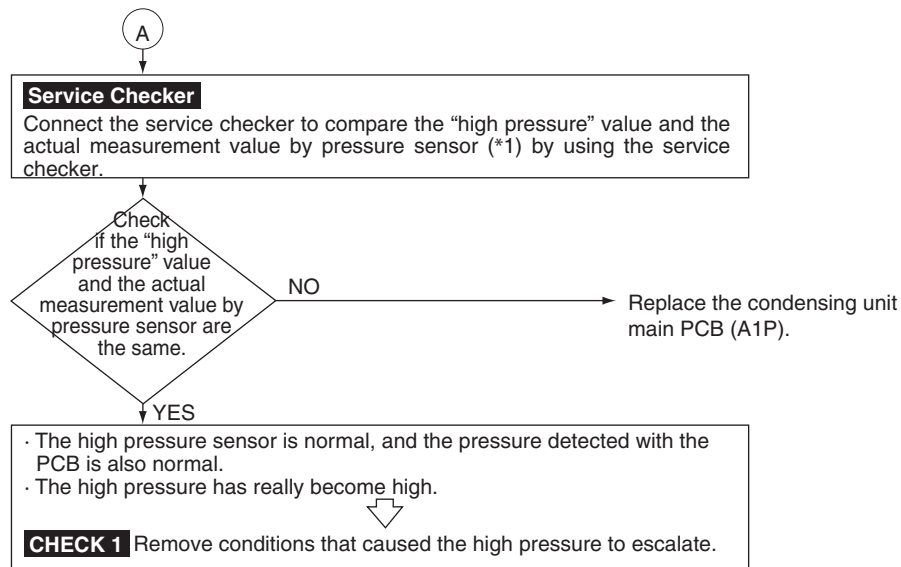 A
Service Checker
Connect the service checker to compare the “high pressure” value and the
actual measurement value by pressure sensor (*1) by using the service
checker.
Check
if the “high
pressure” value
and the actual
measurement value by
pressure sensor are
the same.
NO
Replace the condensing unit
main PCB (A1P).
YES
· The high pressure sensor is normal, and the pressure detected with the
PCB is also normal.
· The high pressure has really become high.
CHECK 1 Remove conditions that caused the high pressure to escalate.